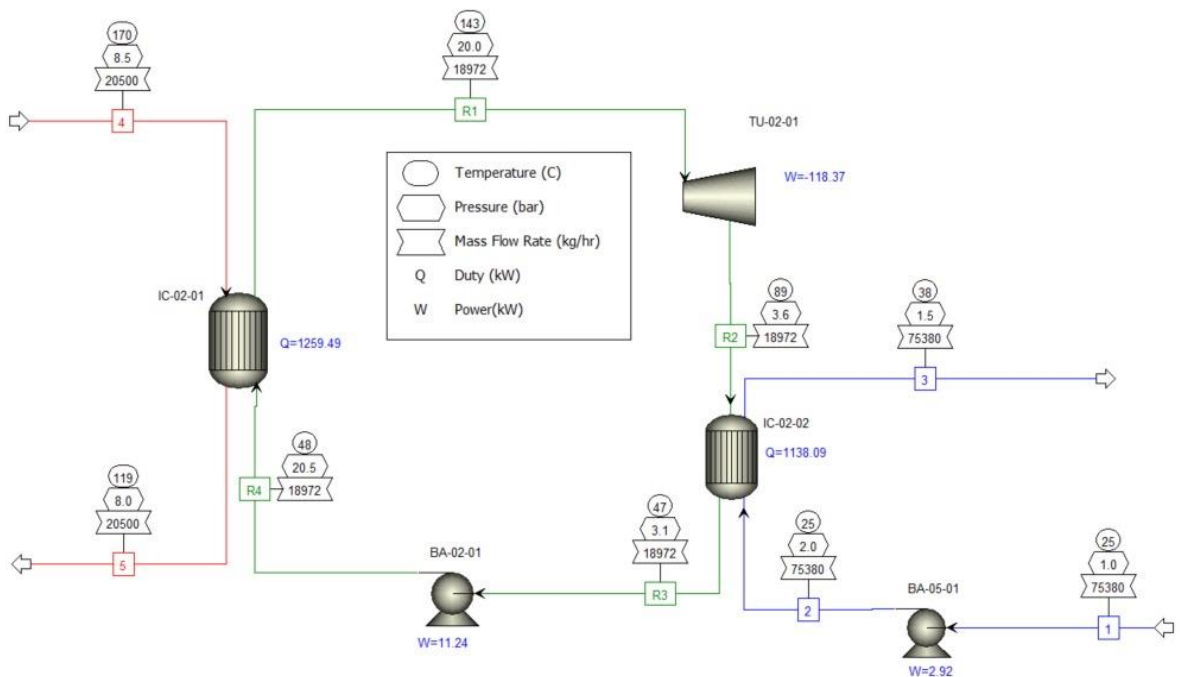 170
8.5
20500
4
143
20.0
18972
R1
TU-02-01
W=-118.37
Temperature (C)
Pressure (bar)
Mass Flow Rate (kg/hr)
Q Duty (kW)
W Power(kW)
IC-02-01
Q=1259.49
89
3.6
18972
R2
38
1.5
75380
3
IC-02-02
Q=1138.09
48
20.5
18972
R4
119
8.0
20500
5
BA-02-01
W=11.24
47
3.1
18972
R3
25
2.0
75380
2
BA-05-01
W=2.92
25
1.0
75380
1